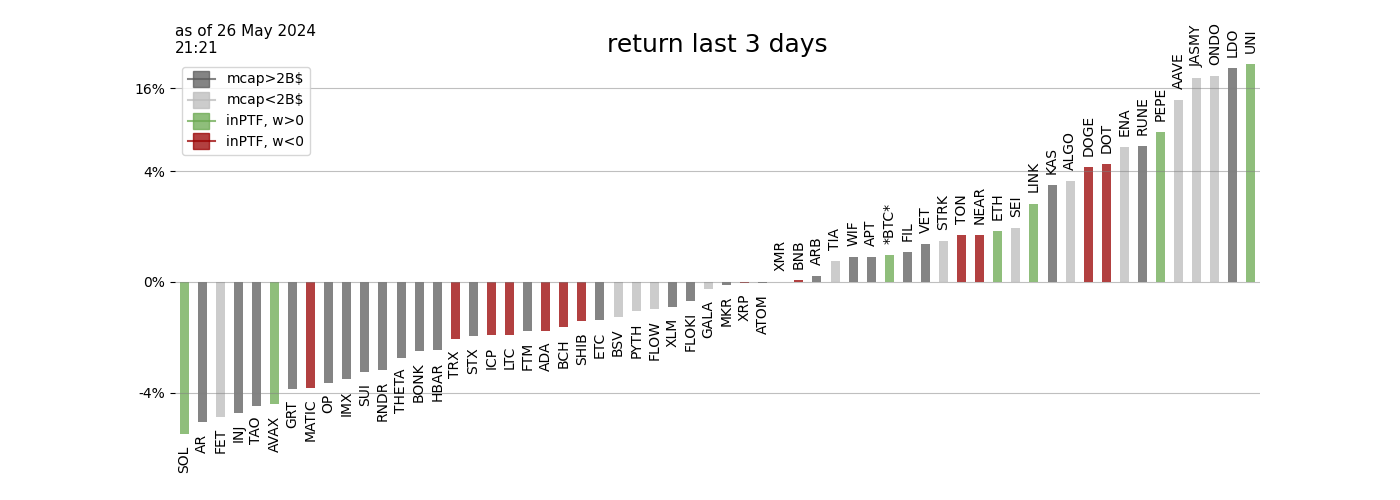 as of 26 May 2024
21:21
return last 3 days
mcap>2B$
mcap<2B$
inPTF, w>0
inPTF, w<0
16%
4%
0%
-4%
SOL
AR
FET
INJ
TAO
AVAX
GRT
MATIC
OP
IMX
SUI
RNDR
THETA
BONK
HBAR
TRX
STX
ICP
LTC
FTM
ADA
BCH
SHIB
ETC
BSV
PYTH
FLOW
XLM
FLOKI
GALA
MKR
XRP
ATOM
XMR
BNB
ARB
TIA
WIF
APT
*BTC*
FIL
VET
STRK
TON
NEAR
ETH
SEI
LINK
KAS
ALGO
DOGE
DOT
ENA
RUNE
PEPE
AAVE
JASMY
ONDO
LDO
UNI